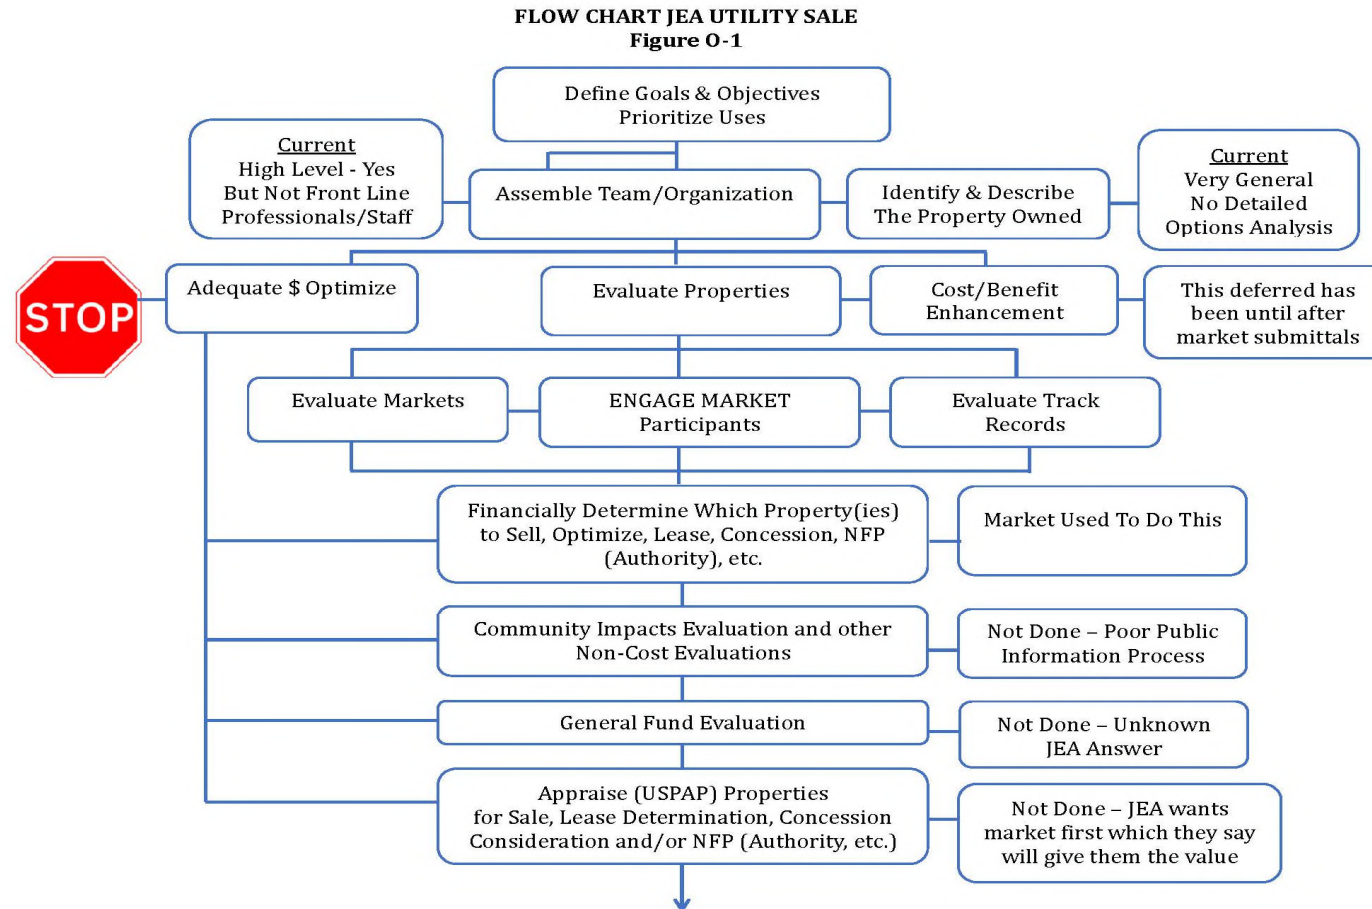 FLOW CHART JEA UTILITY SALE
Figure O-1
Define Goals & Objectives
Prioritize Uses
Current
High Level - Yes
But Not Front Line
Professionals/Staff
Assemble Team/Organization
Identify & Describe
The Property Owned
Current
Very General
No Detailed
Options Analysis
STOP
Adequate $ Optimize
Evaluate Properties
Cost/Benefit
Enhancement
This deferred has
been until after
market submittals
Evaluate Markets
ENGAGE MARKET
Participants
Evaluate Track
Records
Financially Determine Which Property(ies)
to Sell, Optimize, Lease, Concession, NFP
(Authority), etc.
Market Used To Do This
Community Impacts Evaluation and other
Non-Cost Evaluations
Not Done – Poor Public
Information Process
General Fund Evaluation
Not Done – Unknown
JEA Answer
Appraise (USPAP) Properties
for Sale, Lease Determination, Concession
Consideration and/or NFP (Authority, etc.)
Not Done – JEA wants
market first which they say
will give them the value